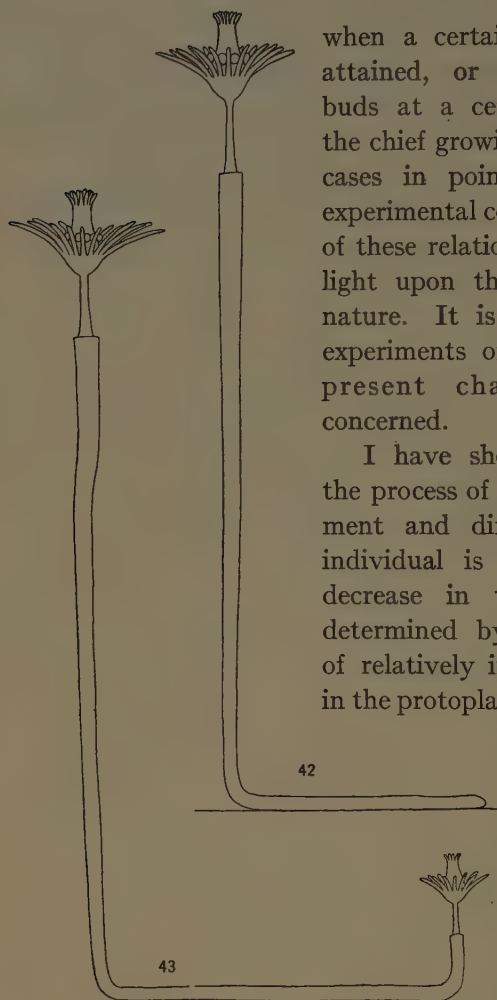 when a certai
attained, or
buds at a ce
the chief growi
cases in poin
experimental c
of these relatio
light upon th
nature. It is
experiments o
present cha
concerned.
I have sho
the process of
ment and di
individual is
decrease in
determined by
of relatively i
in the protopla
42
43